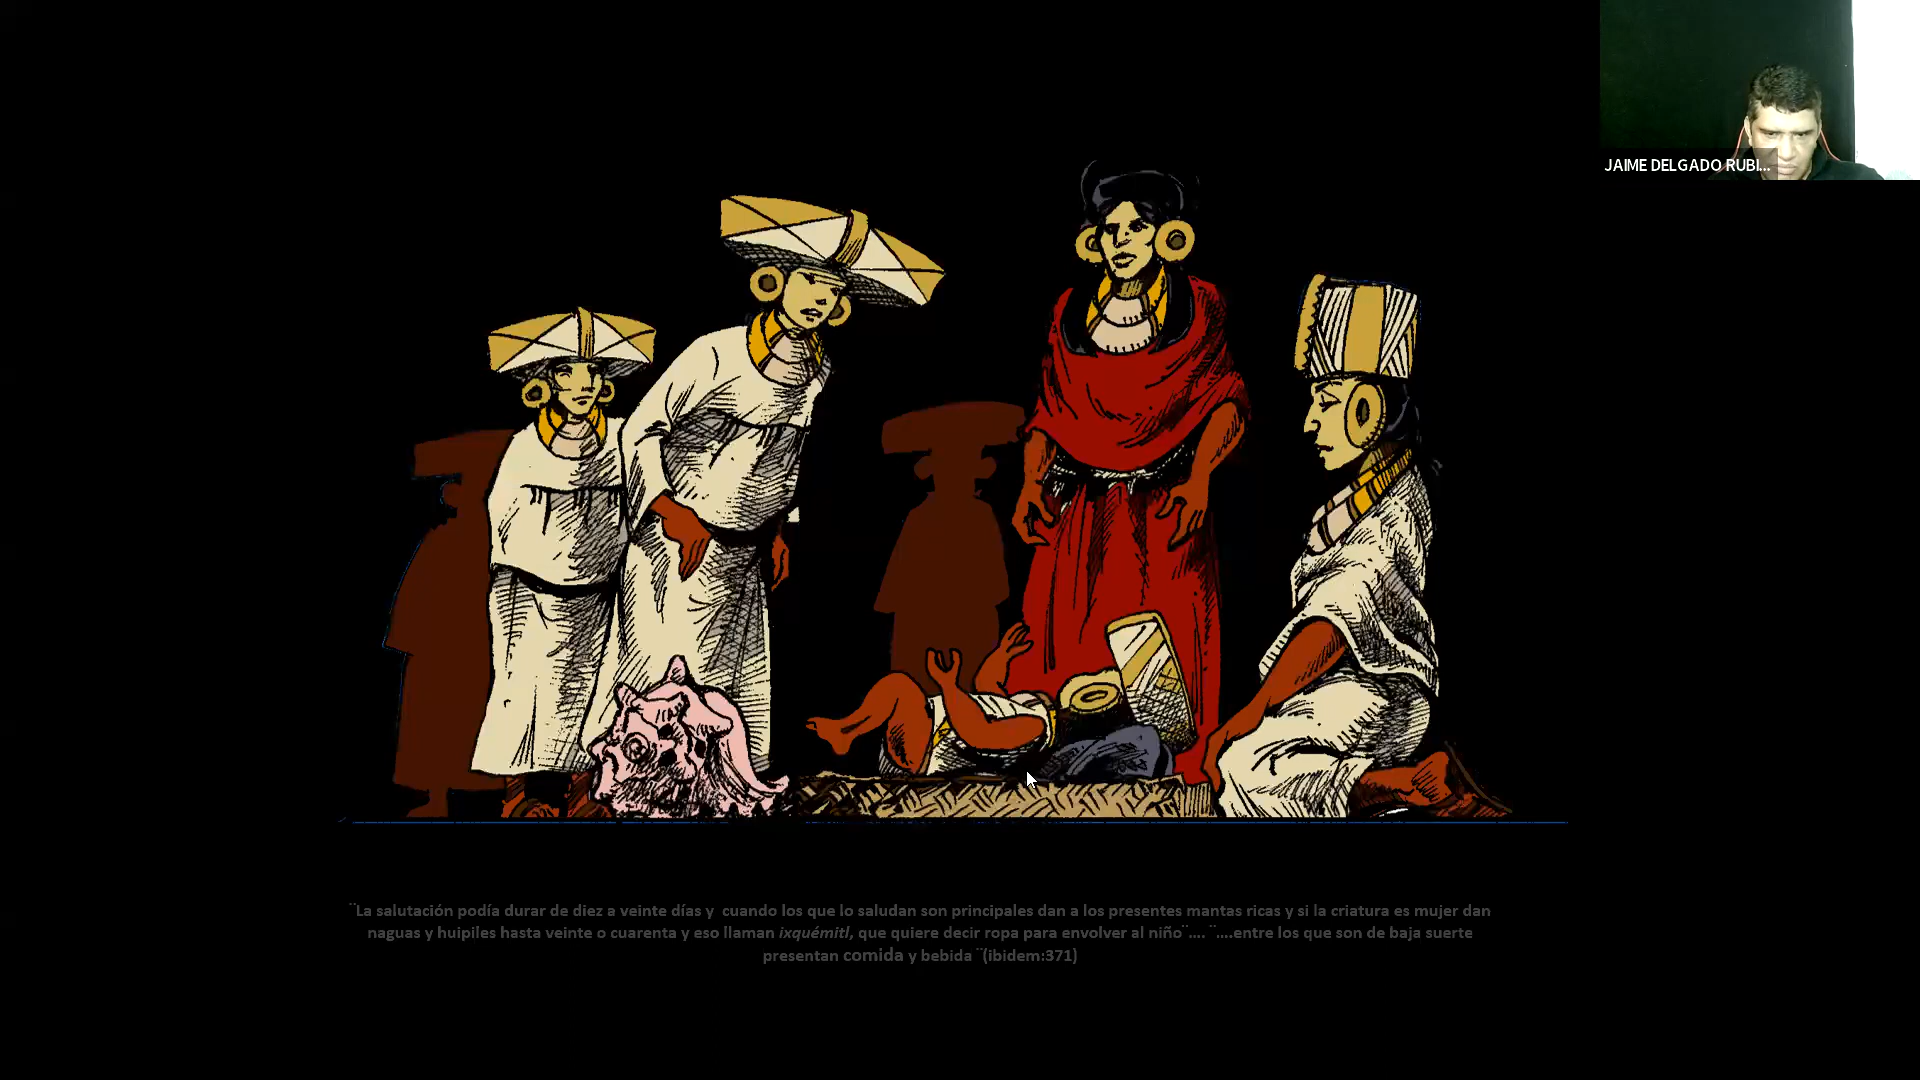 JAIME DELGADO RUBI...
¨La salutación podía durar de diez a veinte días y  cuando los que lo saludan son principales dan a los presentes mantas ricas y si la criatura es mujer dan
naguas y huipiles hasta veinte o cuarenta y eso llaman ixquémitl, que quiere decir ropa para envolver al niño¨.... ¨....entre los que son de baja suerte
presentan comida y bebida ¨(ibidem:371)